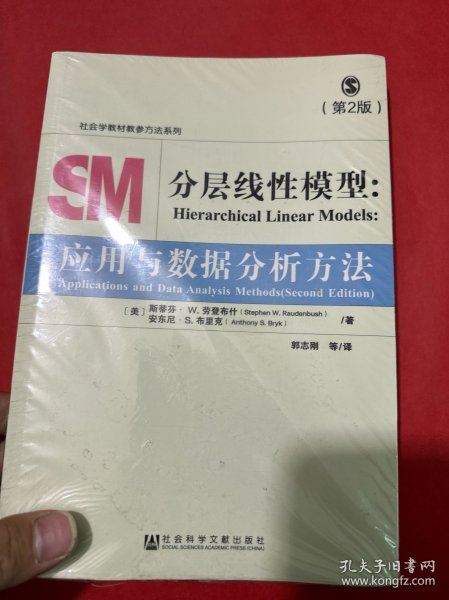 S
(第2版)
社会学教材教参方法系列
SM
分层线性模型:
Hierarchical Linear Models:
应用与数据分析方法
Applications and Data Analysis Methods(Second Edition)
[美] 斯蒂芬·W. 劳登布什 (Stephen W. Raudenbush)
安东尼·S. 布里克 (Anthony S. Bryk)
/著
郭志刚 等/译
社会科学文献出版社
SOCIAL SCIENCES ACADEMIC PRESS (CHINA)
孔夫子旧书网
www.kongfz.com